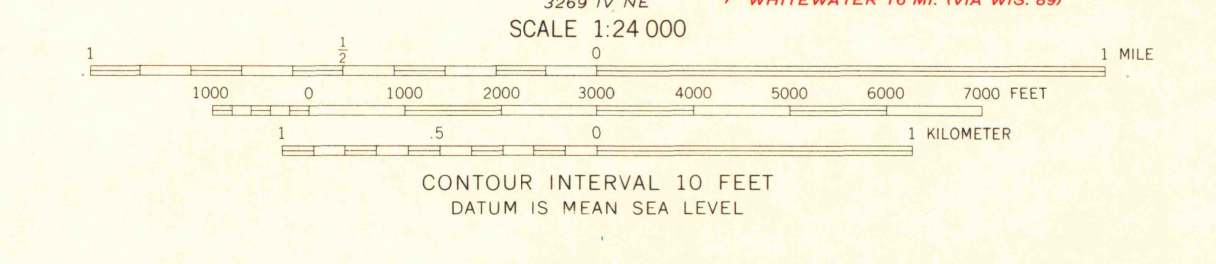 3269 IV NE WHITEWATER 16 MI. (VIA WIS. 89)
SCALE 1:24 000
1 1/2 0 1 MILE
1000 0 1000 2000 3000 4000 5000 6000 7000 FEET
1 .5 0 1 KILOMETER
CONTOUR INTERVAL 10 FEET
DATUM IS MEAN SEA LEVEL